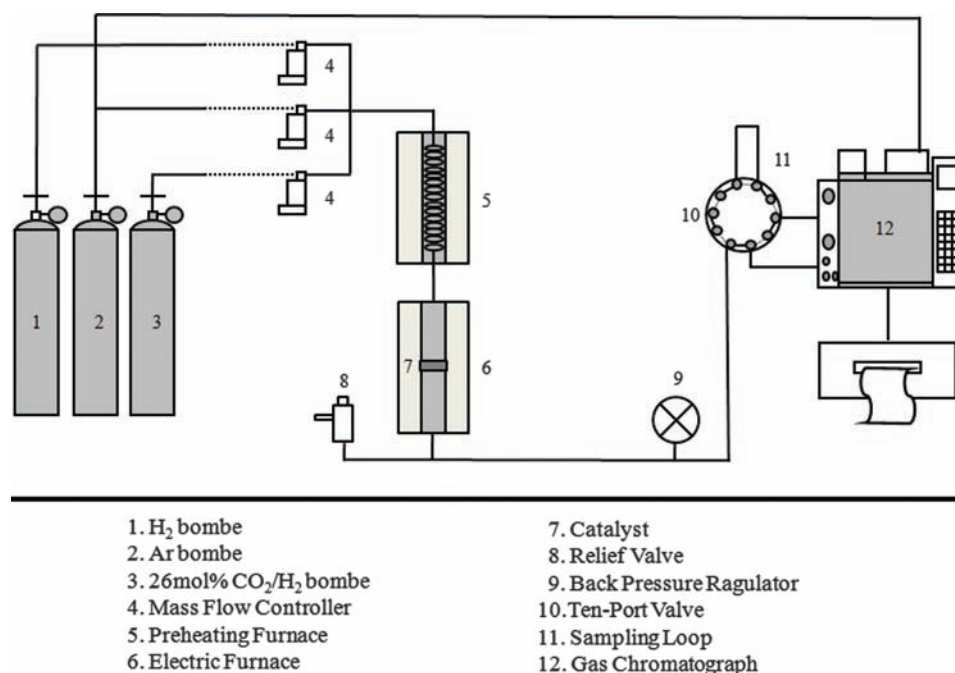 4
4
4
5
11
10
12
1
2
3
7
6
8
9
1. H₂ bombe
2. Ar bombe
3. 26mol% CO₂/H₂ bombe
4. Mass Flow Controller
5. Preheating Furnace
6. Electric Furnace
7. Catalyst
8. Relief Valve
9. Back Pressure Ragulator
10. Ten-Port Valve
11. Sampling Loop
12. Gas Chromatograph